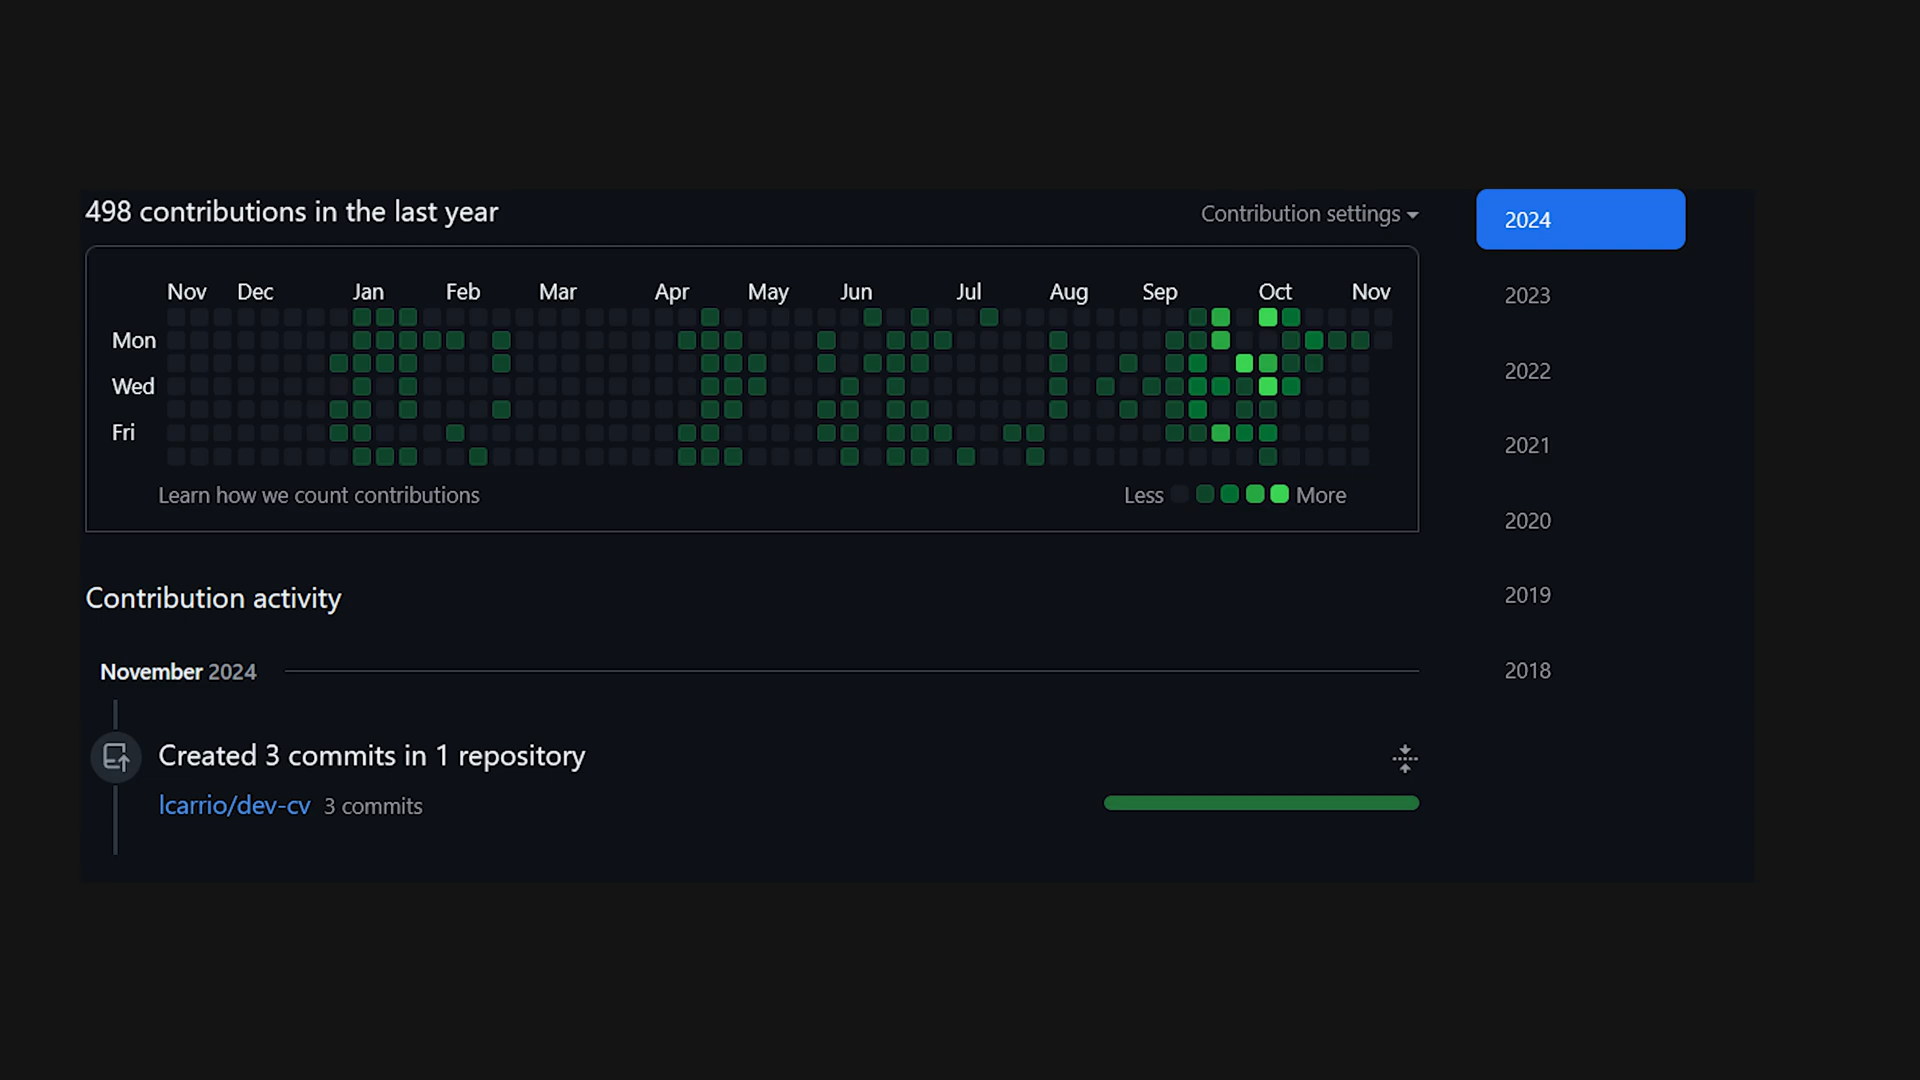 498 contributions in the last year
Contribution settings
2024
2023
2022
2021
2020
2019
2018
Nov Dec Jan Feb Mar Apr May Jun Jul Aug Sep Oct Nov
Mon
Wed
Fri
Learn how we count contributions
Less More
Contribution activity
November 2024
Created 3 commits in 1 repository
lcarrio/dev-cv 3 commits